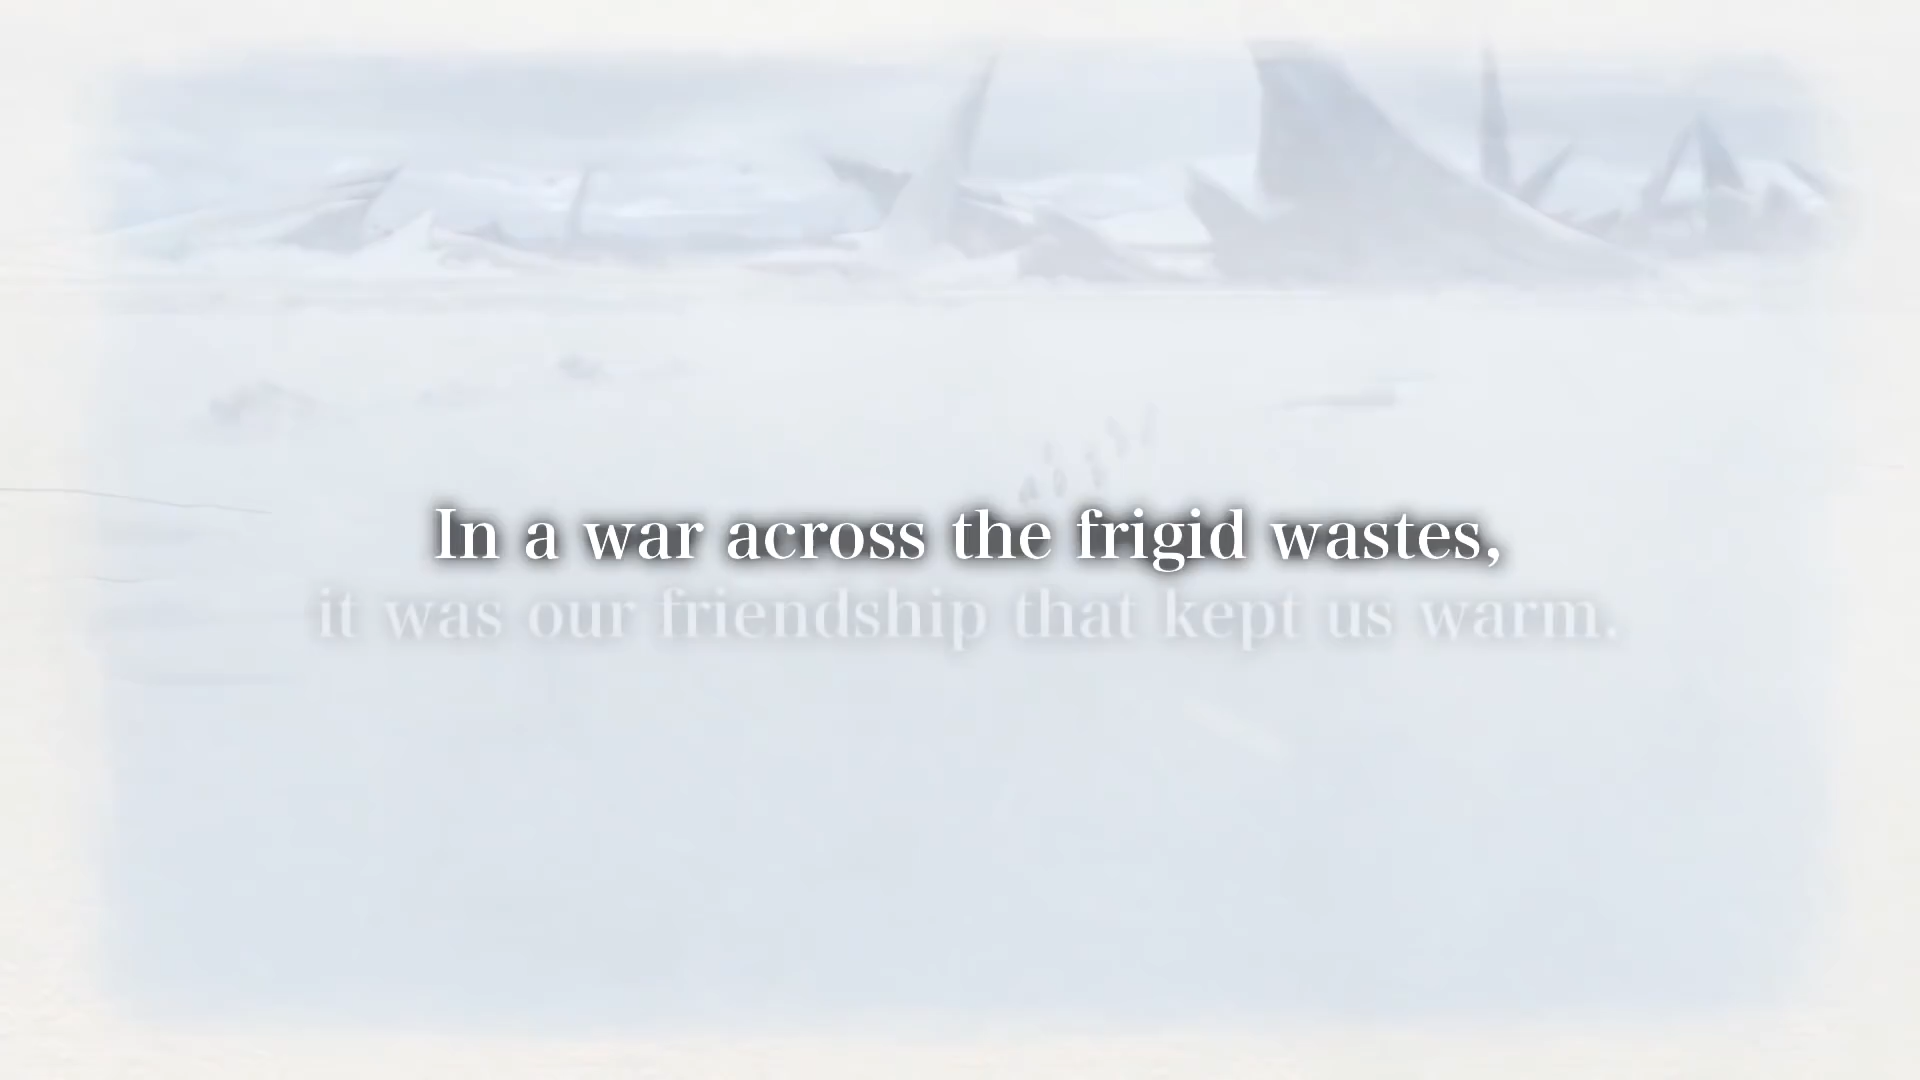 In a war across the frigid wastes,
it was our friendship that kept us warm.